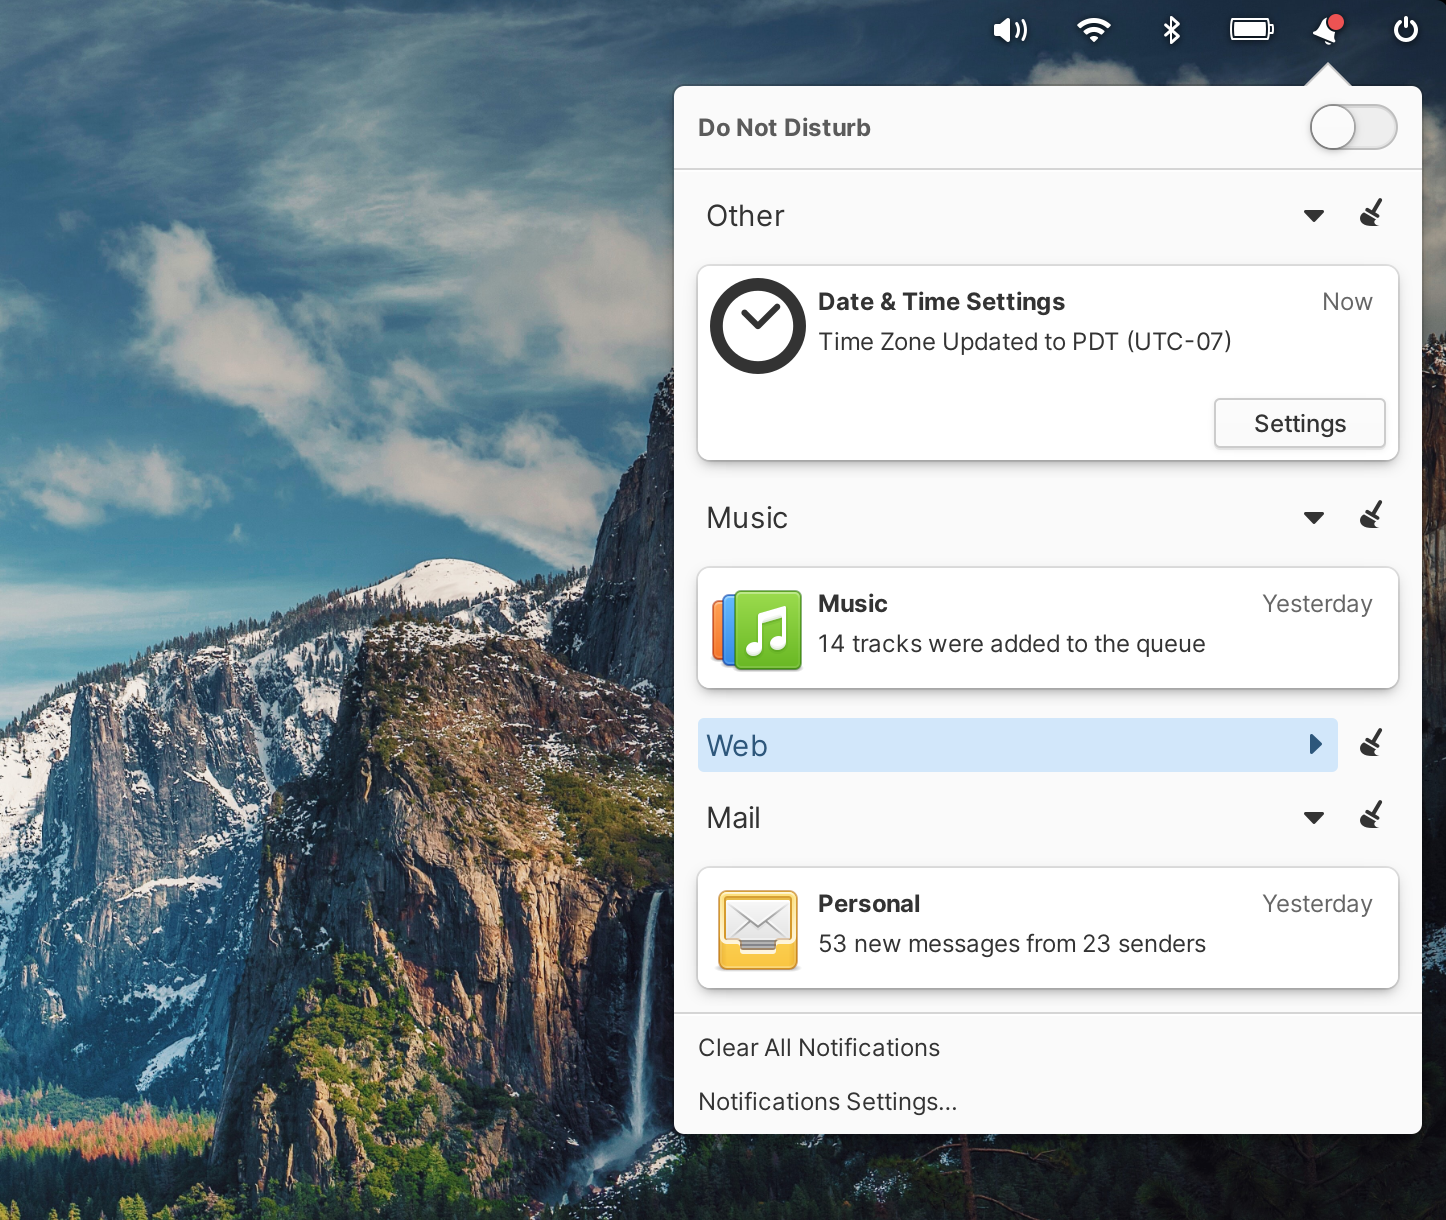 Do Not Disturb
Other
Date & Time Settings
Now
Time Zone Updated to PDT (UTC-07)
Settings
Music
Music
Yesterday
14 tracks were added to the queue
Web
Mail
Personal
Yesterday
53 new messages from 23 senders
Clear All Notifications
Notifications Settings...